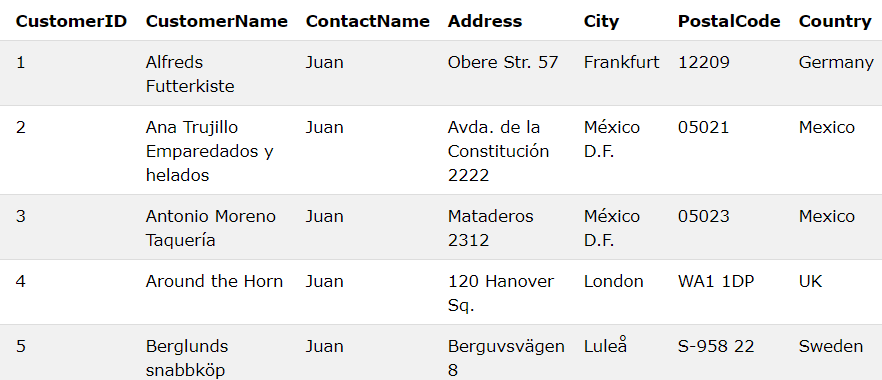 CustomerID CustomerName ContactName Address City PostalCode Country
1 Alfreds Juan Obere Str. 57 Frankfurt 12209 Germany
Futterkiste
2 Ana Trujillo Juan Avda. de la México 05021 Mexico
Emparedados y Constitución D.F.
helados 2222
3 Antonio Moreno Juan Mataderos México 05023 Mexico
Taquería 2312 D.F.
4 Around the Horn Juan 120 Hanover London WA1 1DP UK
Sq.
5 Berglunds Juan Berguvsvägen Luleå S-958 22 Sweden
snabbköp 8